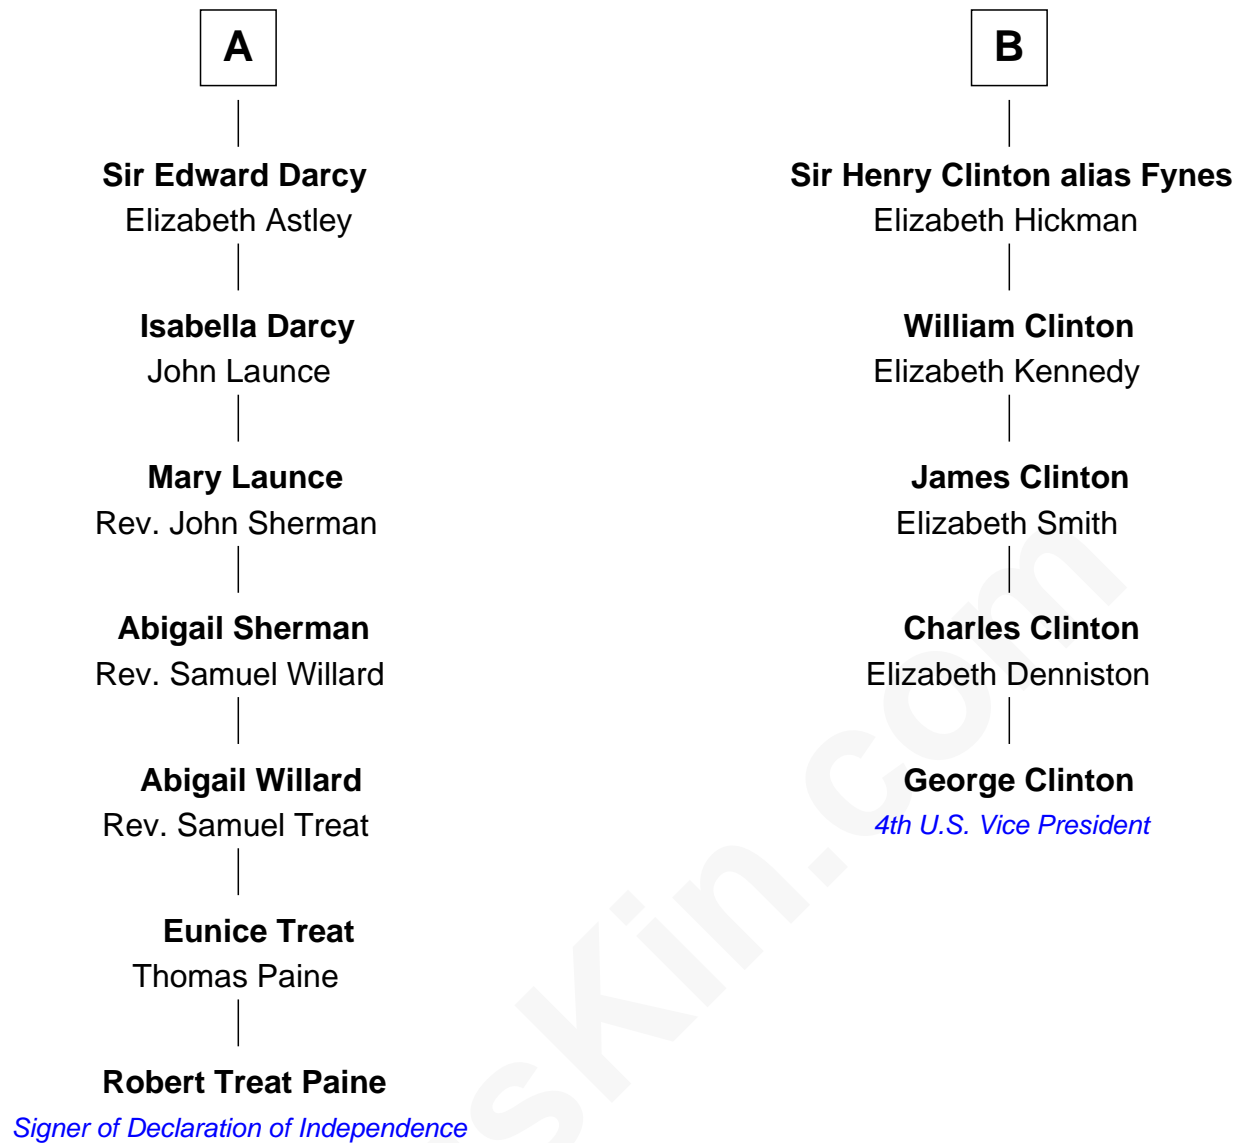 A
Sir Edward Darcy
Elizabeth Astley
Isabella Darcy
John Launce
Mary Launce
Rev. John Sherman
Abigail Sherman
Rev. Samuel Willard
Abigail Willard
Rev. Samuel Treat
Eunice Treat
Thomas Paine
Robert Treat Paine
Signer of Declaration of Independence
B
Sir Henry Clinton alias Fynes
Elizabeth Hickman
William Clinton
Elizabeth Kennedy
James Clinton
Elizabeth Smith
Charles Clinton
Elizabeth Denniston
George Clinton
4th U.S. Vice President
sKin.com